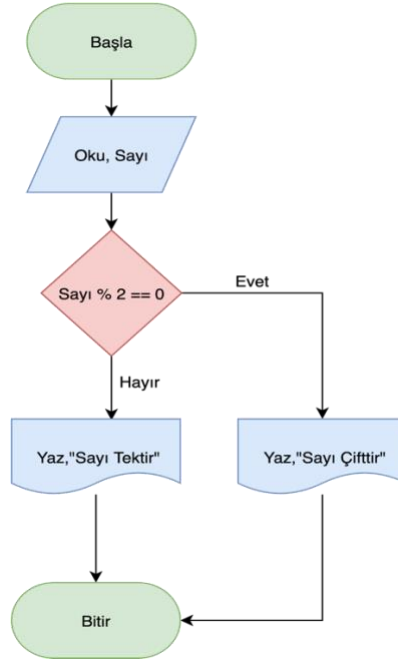 Başla
Oku, Sayı
Sayı % 2 == 0
Evet
Hayır
Yaz,"Sayı Tektir"
Yaz,"Sayı Çifttir"
Bitir